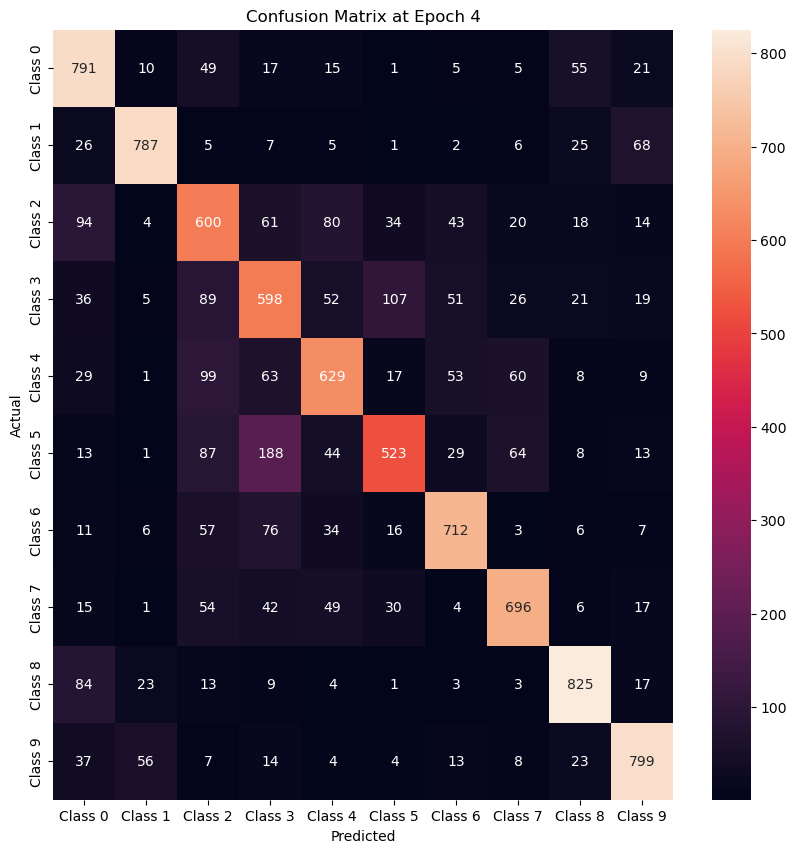 Confusion Matrix at Epoch 4
Class 0 791 10 49 17 15 1 5 5 55 21
Class 1 26 787 5 7 5 1 2 6 25 68
Class 2 94 4 600 61 80 34 43 20 18 14
Class 3 36 5 89 598 52 107 51 26 21 19
Class 4 29 1 99 63 629 17 53 60 8 9
Class 5 13 1 87 188 44 523 29 64 8 13
Class 6 11 6 57 76 34 16 712 3 6 7
Class 7 15 1 54 42 49 30 4 696 6 17
Class 8 84 23 13 9 4 1 3 3 825 17
Class 9 37 56 7 14 4 4 13 8 23 799
Actual
Class 0 Class 1 Class 2 Class 3 Class 4 Class 5 Class 6 Class 7 Class 8 Class 9
Predicted
800
700
600
500
400
300
200
100